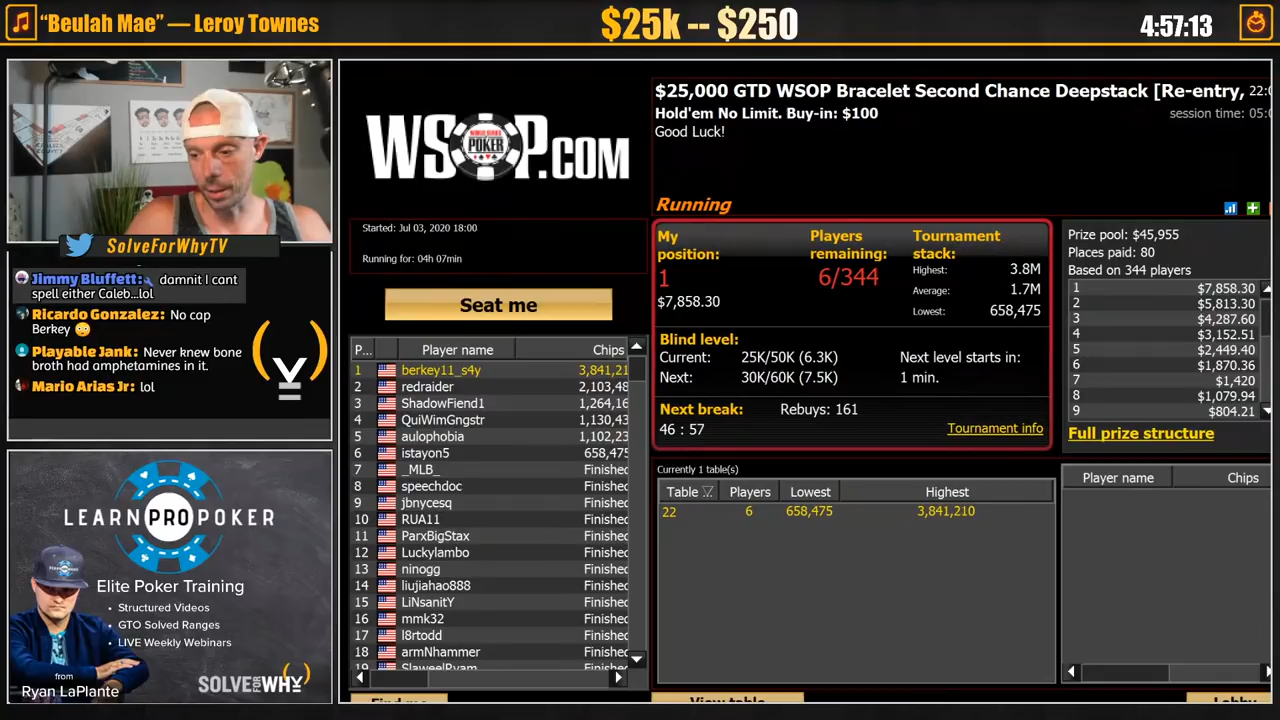 "Beulah Mae" — Leroy Townes
$25k -- $250
4:57:13
SolveForWhyTV
Jimmy Bluffett: damnit I cant
spell either Caleb...lol
Ricardo Gonzalez: No cap
Berkey
Playable Jank: Never knew bone
broth had amphetamines in it.
Mario Arias Jr: lol
LEARN PRO POKER
Elite Poker Training
• Structured Videos
• GTO Solved Ranges
• LIVE Weekly Webinars
from
Ryan LaPlante
SOLVE FOR WHY
WSOP.COM
WORLD SERIES
POKER
$25,000 GTD WSOP Bracelet Second Chance Deepstack [Re-entry,
Hold'em No Limit. Buy-in: $100
session time: 05:
Good Luck!
Running
Started: Jul 03, 2020 18:00
Running for: 04h 07min
Seat me
My position:
1
$7,858.30
Players remaining:
6/344
Tournament stack:
Highest: 3.8M
Average: 1.7M
Lowest: 658,475
Blind level:
Current: 25K/50K (6.3K)
Next: 30K/60K (7.5K)
Next level starts in:
1 min.
Next break: Rebuys: 161
46 : 57
Tournament info
Prize pool: $45,955
Places paid: 80
Based on 344 players
1 $7,858.30
2 $5,813.30
3 $4,287.60
4 $3,152.51
5 $2,449.40
6 $1,870.36
7 $1,420
8 $1,079.94
9 $804.21
Full prize structure
P... Player name Chips
1 berkey11_s4y 3,841,21
2 redraider 2,103,48
3 ShadowFiend1 1,264,16
4 QuiWimGngstr 1,130,43
5 aulophobia 1,102,23
6 istayon5 658,475
7 _MLB_ Finished
8 speechdoc Finished
9 jbnycesq Finished
10 RUA11 Finished
11 ParxBigStax Finished
12 Luckylambo Finished
13 ninogg Finished
14 liujiahao888 Finished
15 LiNsanitY Finished
16 mmk32 Finished
17 l8rtodd Finished
18 armNhammer Finished
19 SlaweelRyam Finished
Find me
Currently 1 table(s)
Table Players Lowest Highest
22 6 658,475 3,841,210
Player name Chips
View table
Lobby